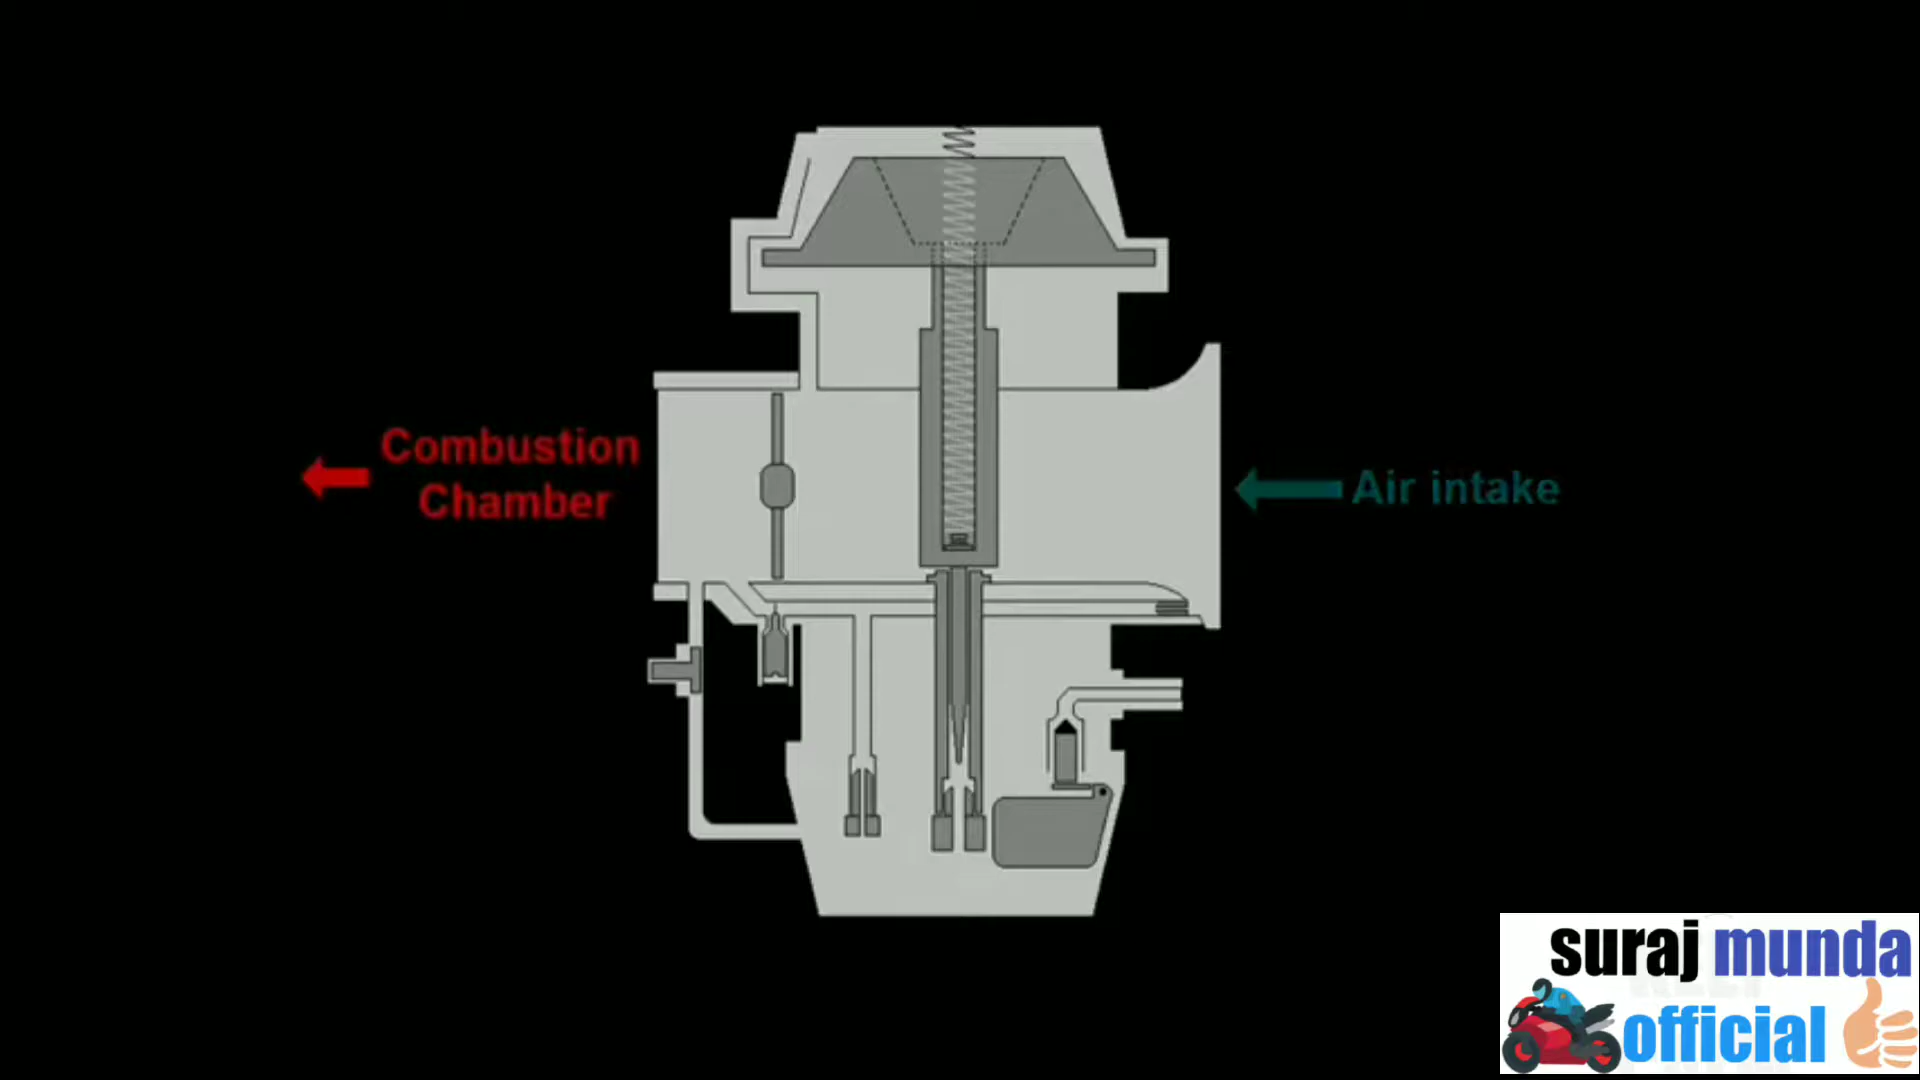 Combustion
Chamber
Air intake
suraj munda
official